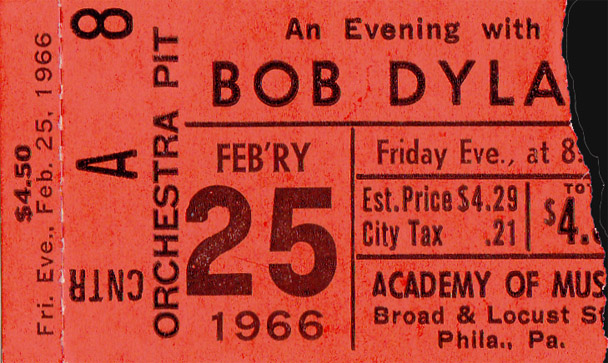 $4.50
Fri. Eve., Feb. 25, 1966
8
A
CNTR
ORCHESTRA PIT
An Evening with
BOB DYLA
FEB'RY
25
1966
Friday Eve., at 8:
Est. Price $4.29
City Tax .21
TO
$4.
ACADEMY OF MUS
Broad & Locust S
Phila., Pa.